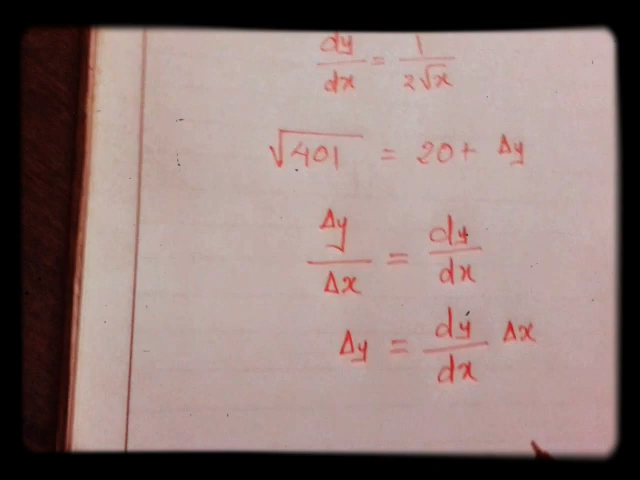 dy/dx = 1/2√x
√401 = 20 + Δy
Δy/Δx = dy/dx
Δy = dy/dx Δx